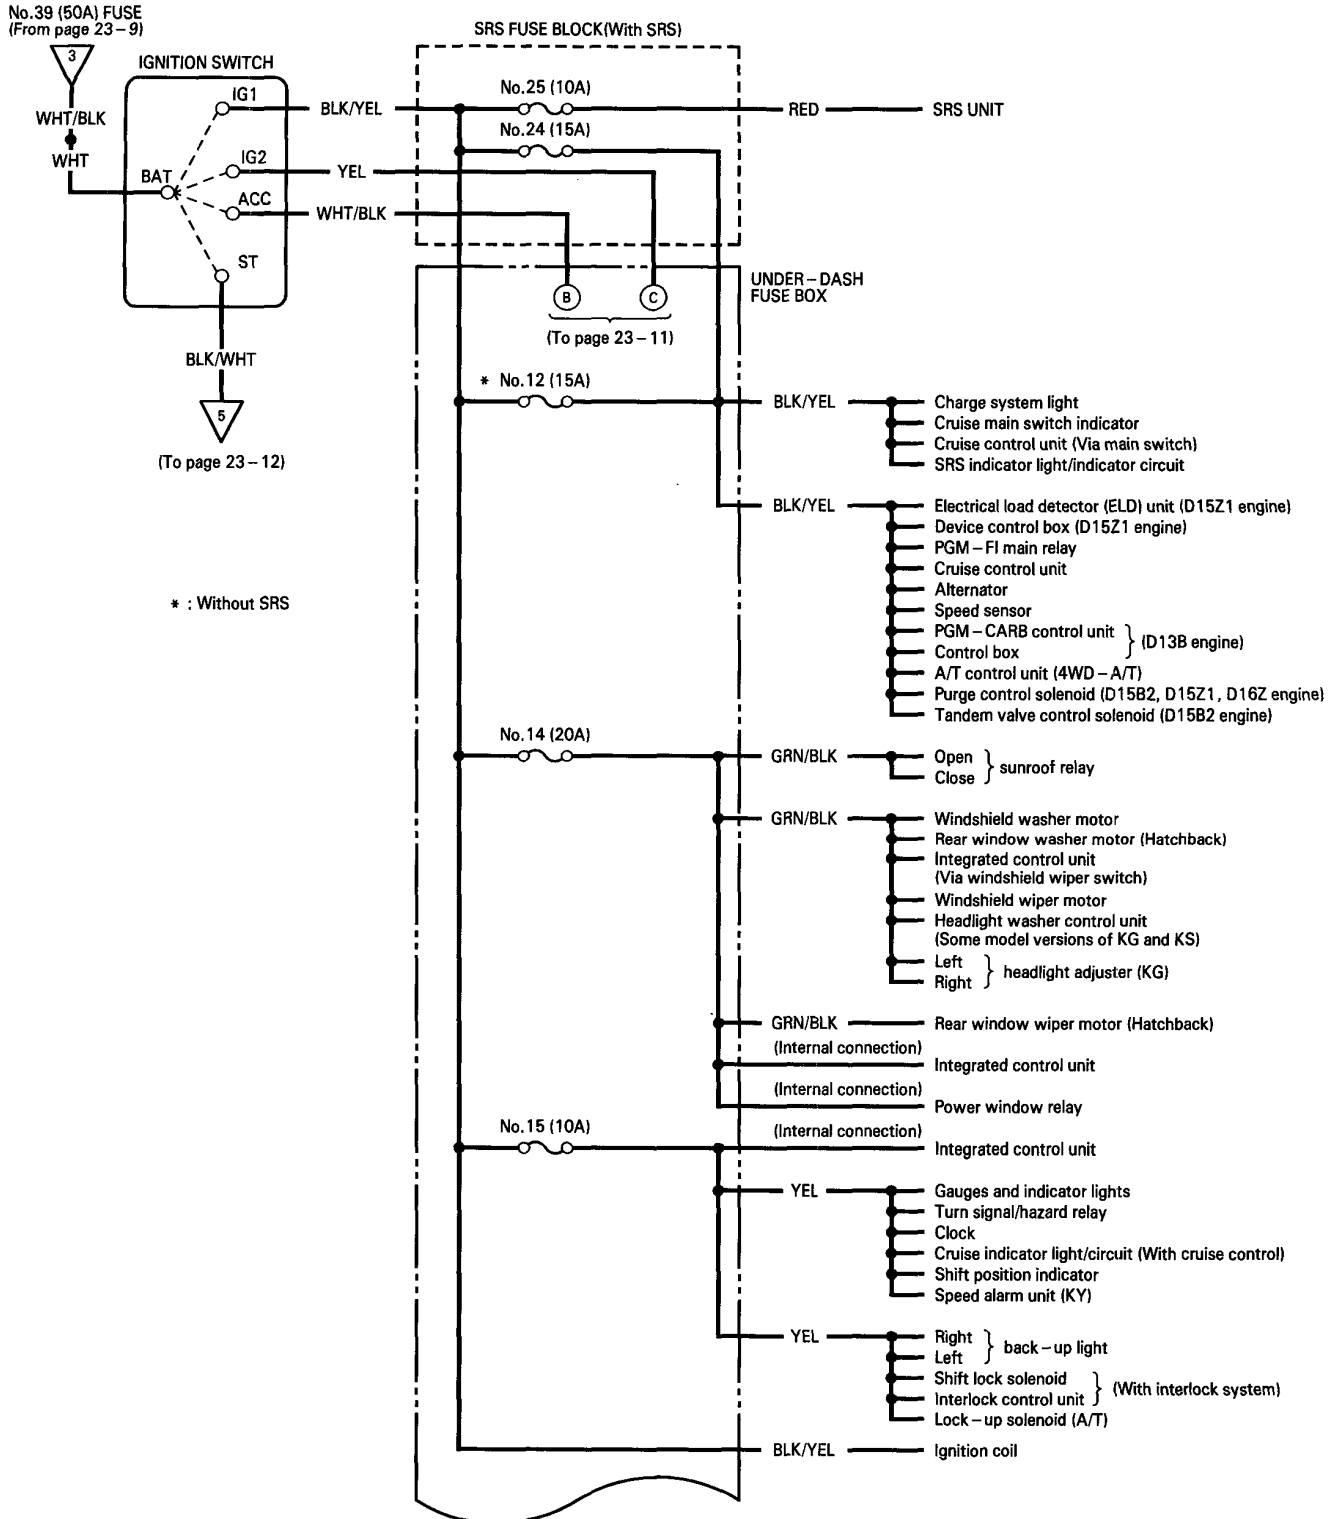 No.39 (50A) FUSE
(From page 23-9)
3
WHT/BLK
WHT
IGNITION SWITCH
IG1
IG2
BAT
ACC
ST
BLK/YEL
YEL
WHT/BLK
BLK/WHT
5
(To page 23-12)
SRS FUSE BLOCK(With SRS)
No.25 (10A)
RED
SRS UNIT
No.24 (15A)
UNDER-DASH
FUSE BOX
B
C
(To page 23-11)
* No.12 (15A)
* : Without SRS
BLK/YEL
Charge system light
Cruise main switch indicator
Cruise control unit (Via main switch)
SRS indicator light/indicator circuit
BLK/YEL
Electrical load detector (ELD) unit (D15Z1 engine)
Device control box (D15Z1 engine)
PGM-FI main relay
Cruise control unit
Alternator
Speed sensor
PGM-CARB control unit
Control box
(D13B engine)
A/T control unit (4WD-A/T)
Purge control solenoid (D15B2, D15Z1, D16Z engine)
Tandem valve control solenoid (D15B2 engine)
No.14 (20A)
GRN/BLK
Open
Close
sunroof relay
GRN/BLK
Windshield washer motor
Rear window washer motor (Hatchback)
Integrated control unit
(Via windshield wiper switch)
Windshield wiper motor
Headlight washer control unit
(Some model versions of KG and KS)
Left
Right
headlight adjuster (KG)
GRN/BLK
Rear window wiper motor (Hatchback)
(Internal connection)
Integrated control unit
(Internal connection)
Power window relay
No.15 (10A)
(Internal connection)
Integrated control unit
YEL
Gauges and indicator lights
Turn signal/hazard relay
Clock
Cruise indicator light/circuit (With cruise control)
Shift position indicator
Speed alarm unit (KY)
YEL
Right
Left
back-up light
Shift lock solenoid
Interlock control unit
(With interlock system)
Lock-up solenoid (A/T)
BLK/YEL
Ignition coil